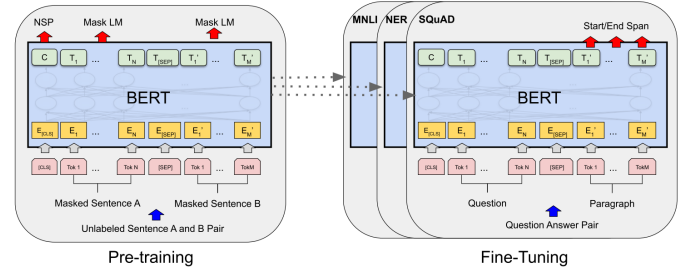 NSP Mask LM Mask LM
C T1 ... TN T[SEP] T1' ... TM'
BERT
E[CLS] E1 ... EN E[SEP] E1' ... EM'
[CLS] Tok 1 ... Tok N [SEP] Tok 1 ... TokM
Masked Sentence A Masked Sentence B
Unlabeled Sentence A and B Pair
Pre-training
MNLI NER SQuAD Start/End Span
C T1 ... TN T[SEP] T1' ... TM'
BERT
E[CLS] E1 ... EN E[SEP] E1' ... EM'
[CLS] Tok 1 ... Tok N [SEP] Tok 1 ... TokM
Question Paragraph
Question Answer Pair
Fine-Tuning